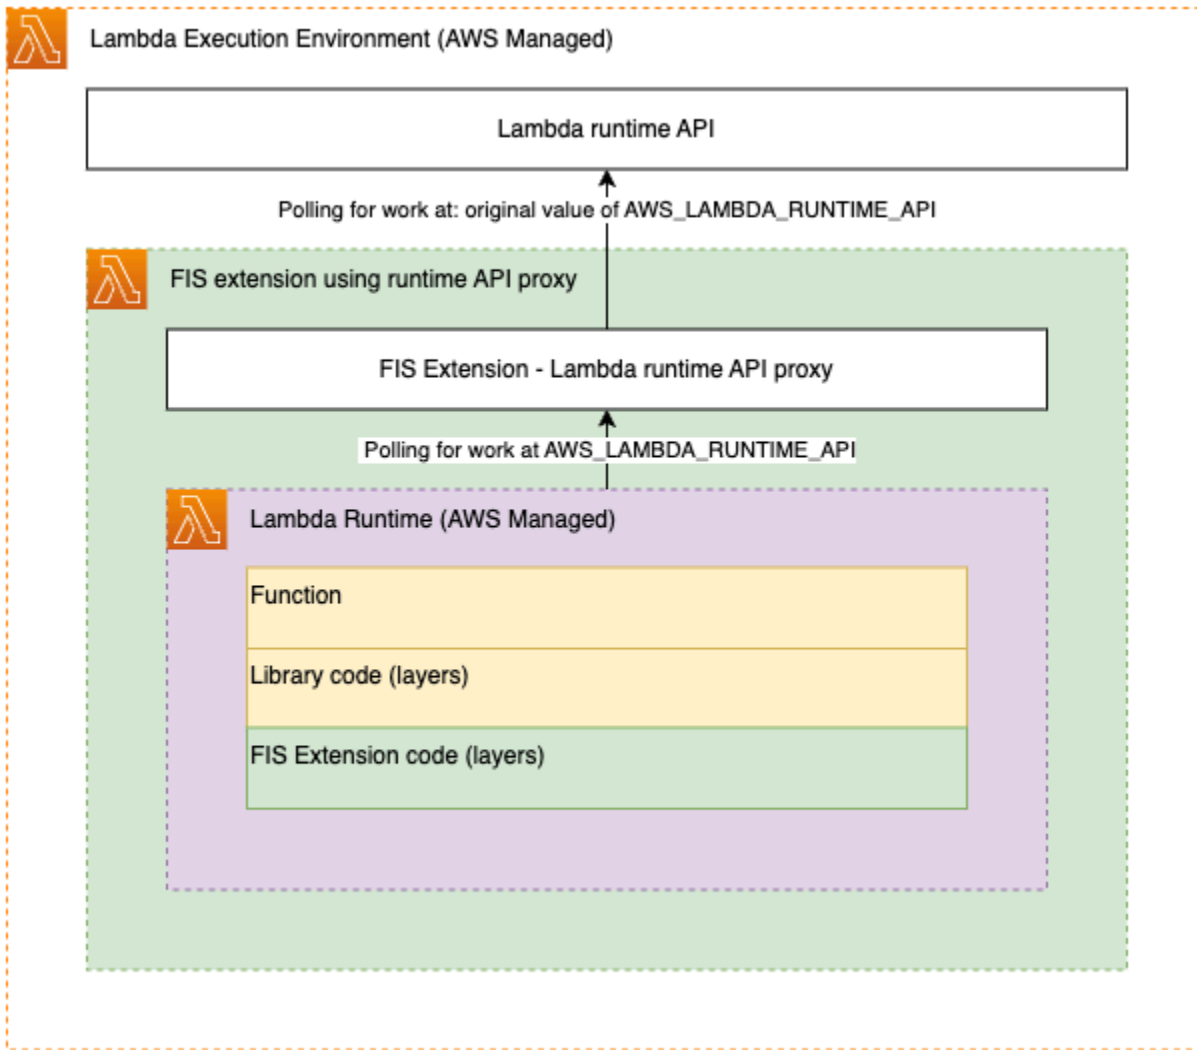 Lambda Execution Environment (AWS Managed)
Lambda runtime API
Polling for work at: original value of AWS_LAMBDA_RUNTIME_API
FIS extension using runtime API proxy
FIS Extension - Lambda runtime API proxy
Polling for work at AWS_LAMBDA_RUNTIME_API
Lambda Runtime (AWS Managed)
Function
Library code (layers)
FIS Extension code (layers)